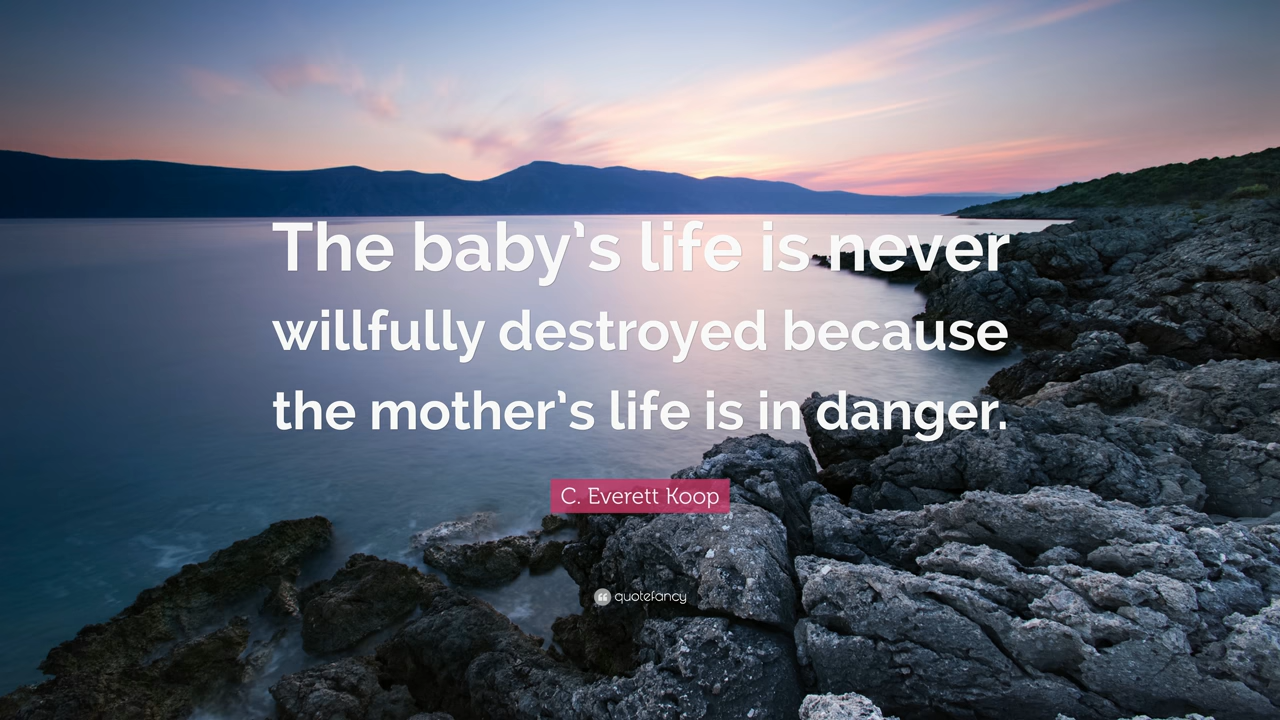 The baby’s life is never
willfully destroyed because
the mother’s life is in danger.
C. Everett Koop
quotefancy